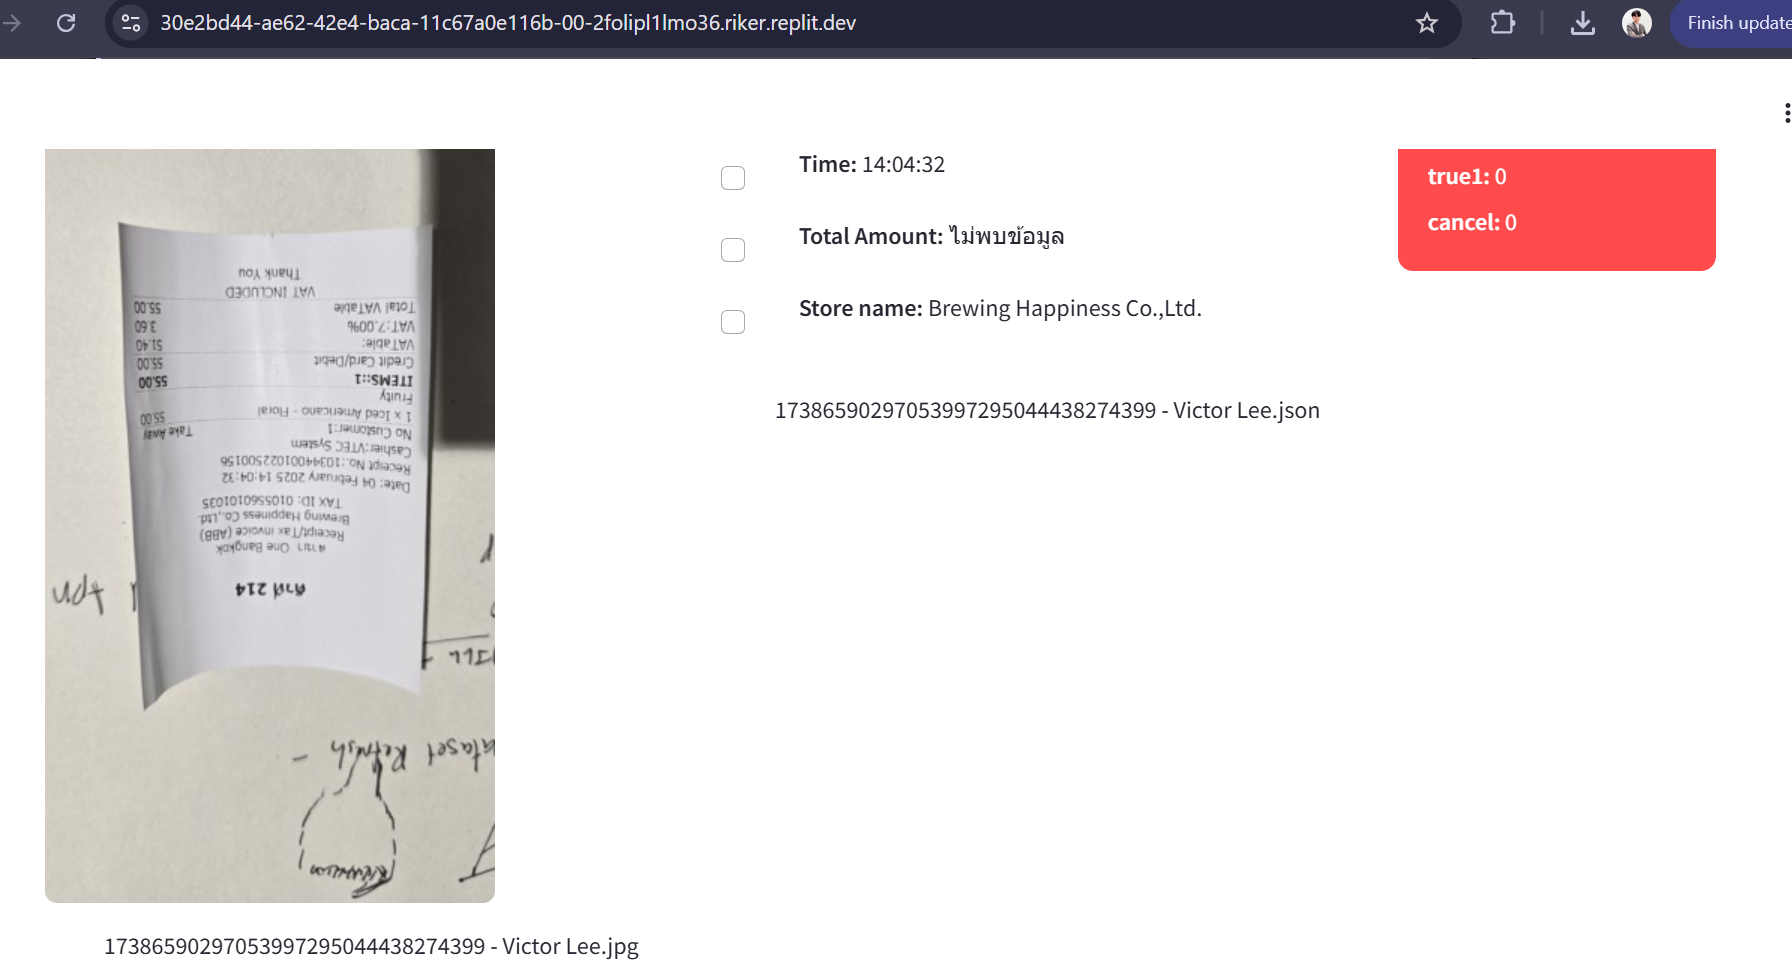 30e2bd44-ae62-42e4-baca-11c67a0e116b-00-2folipl1lmo36.riker.replit.dev
Finish update
Time: 14:04:32
Total Amount: ไม่พบข้อมูล
Store name: Brewing Happiness Co.,Ltd.
17386590297053997295044438274399 - Victor Lee.json
true1: 0
cancel: 0
คิวที่ 214
สาขา One Bangkok
Receipt/Tax invoice (ABB)
Brewing Happiness Co.,Ltd.
TAX ID: 0105560101035
Date: 04 February 2025 14:04:32
Receipt No.:10344001022500156
Cashier:VTEC System
No Customer:1 Take Away
1 x Iced Americano - Floral 55.00
Fruity
ITEMS::1 55.00
Credit Card/Debit 55.00
VATable: 51.40
VAT:7.00% 3.60
Total VATable 55.00
VAT INCLUDED
Thank You
ataset Refresh -
17386590297053997295044438274399 - Victor Lee.jpg